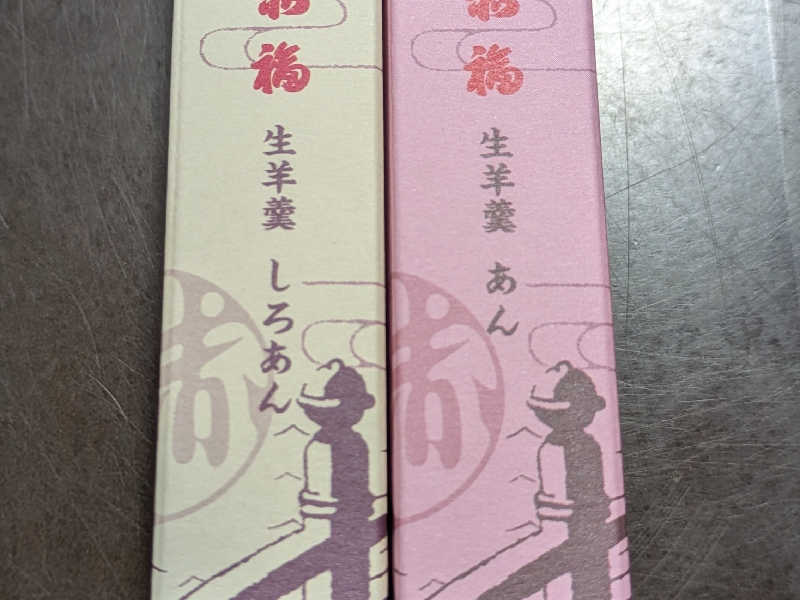 福
生羊羹 しろあん
福
生羊羹 あん